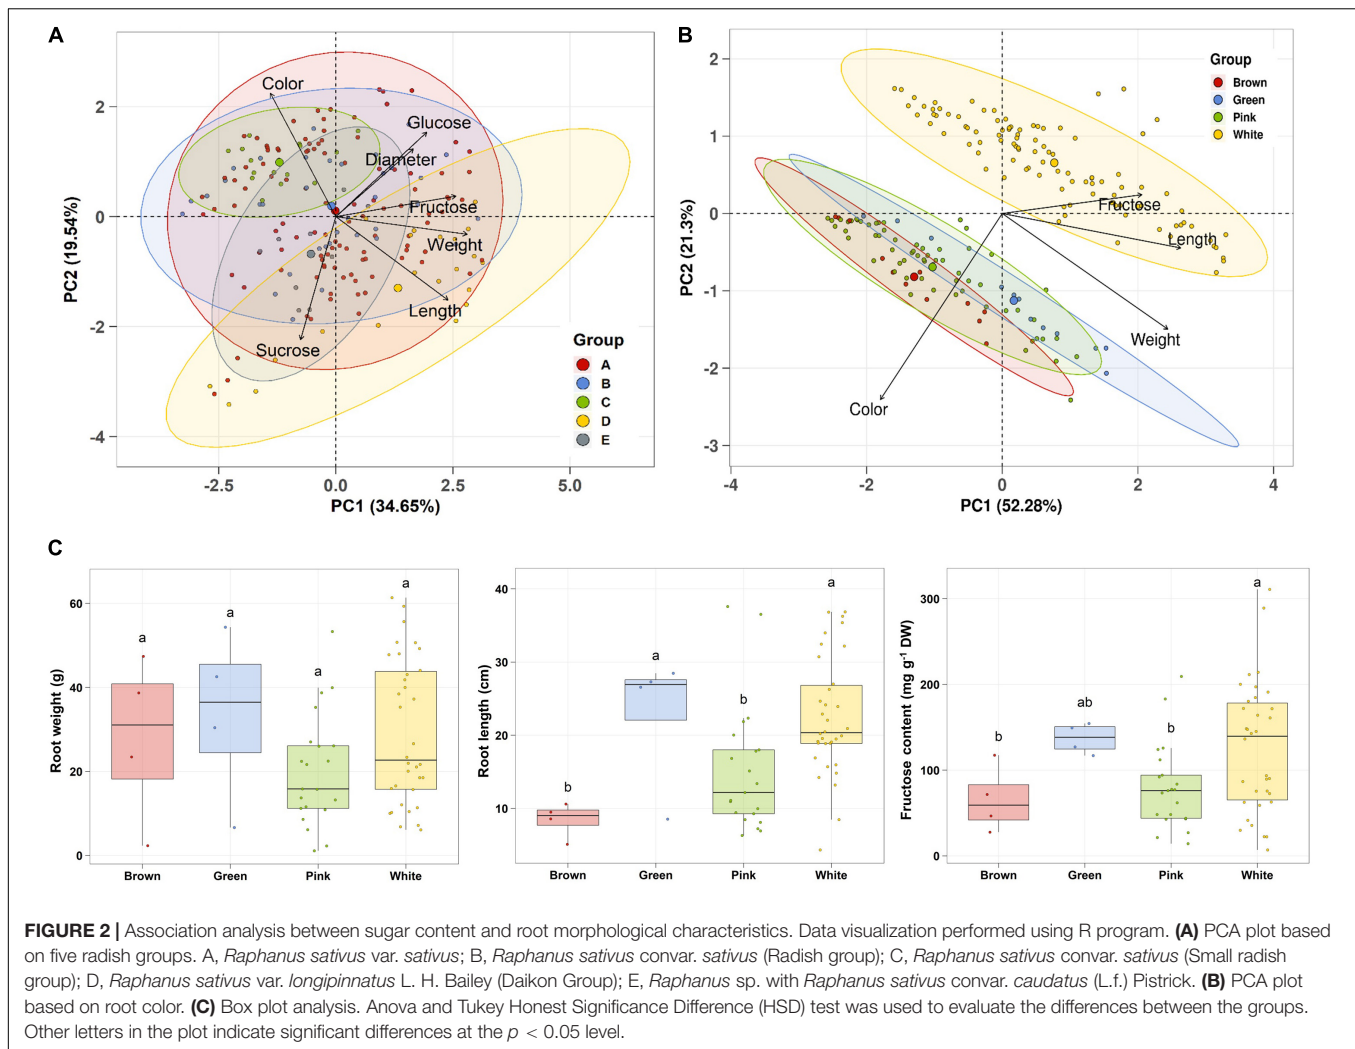 A
Color
Glucose
Diameter
Fructose
Weight
Length
Sucrose
Group
A
B
C
D
E
2
0
-2
-4
-2.5
0.0
2.5
5.0
PC1 (34.65%)
PC2 (19.54%)
B
Group
Brown
Green
Pink
White
Fructose
Length
Weight
Color
2
1
0
-1
-2
-3
-4
-2
0
2
4
PC1 (52.28%)
PC2 (21.3%)
C
a
a
a
a
60
40
20
0
Brown
Green
Pink
White
Root weight (g)
b
a
b
a
40
30
20
10
Brown
Green
Pink
White
Root length (cm)
b
ab
b
a
300
200
100
0
Brown
Green
Pink
White
Fructose content (mg g⁻¹ DW)
FIGURE 2 | Association analysis between sugar content and root morphological characteristics. Data visualization performed using R program. (A) PCA plot based
on five radish groups. A, Raphanus sativus var. sativus; B, Raphanus sativus convar. sativus (Radish group); C, Raphanus sativus convar. sativus (Small radish
group); D, Raphanus sativus var. longipinnatus L. H. Bailey (Daikon Group); E, Raphanus sp. with Raphanus sativus convar. caudatus (L.f.) Pistrick. (B) PCA plot
based on root color. (C) Box plot analysis. Anova and Tukey Honest Significance Difference (HSD) test was used to evaluate the differences between the groups.
Other letters in the plot indicate significant differences at the p < 0.05 level.